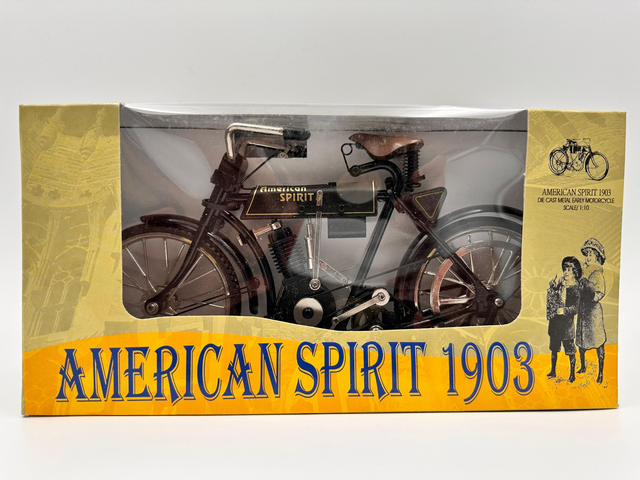 American
SPIRIT
AMERICAN SPIRIT 1903
DIE CAST METAL EARLY MOTORCYCLE
SCALE/ 1:10
AMERICAN SPIRIT 1903